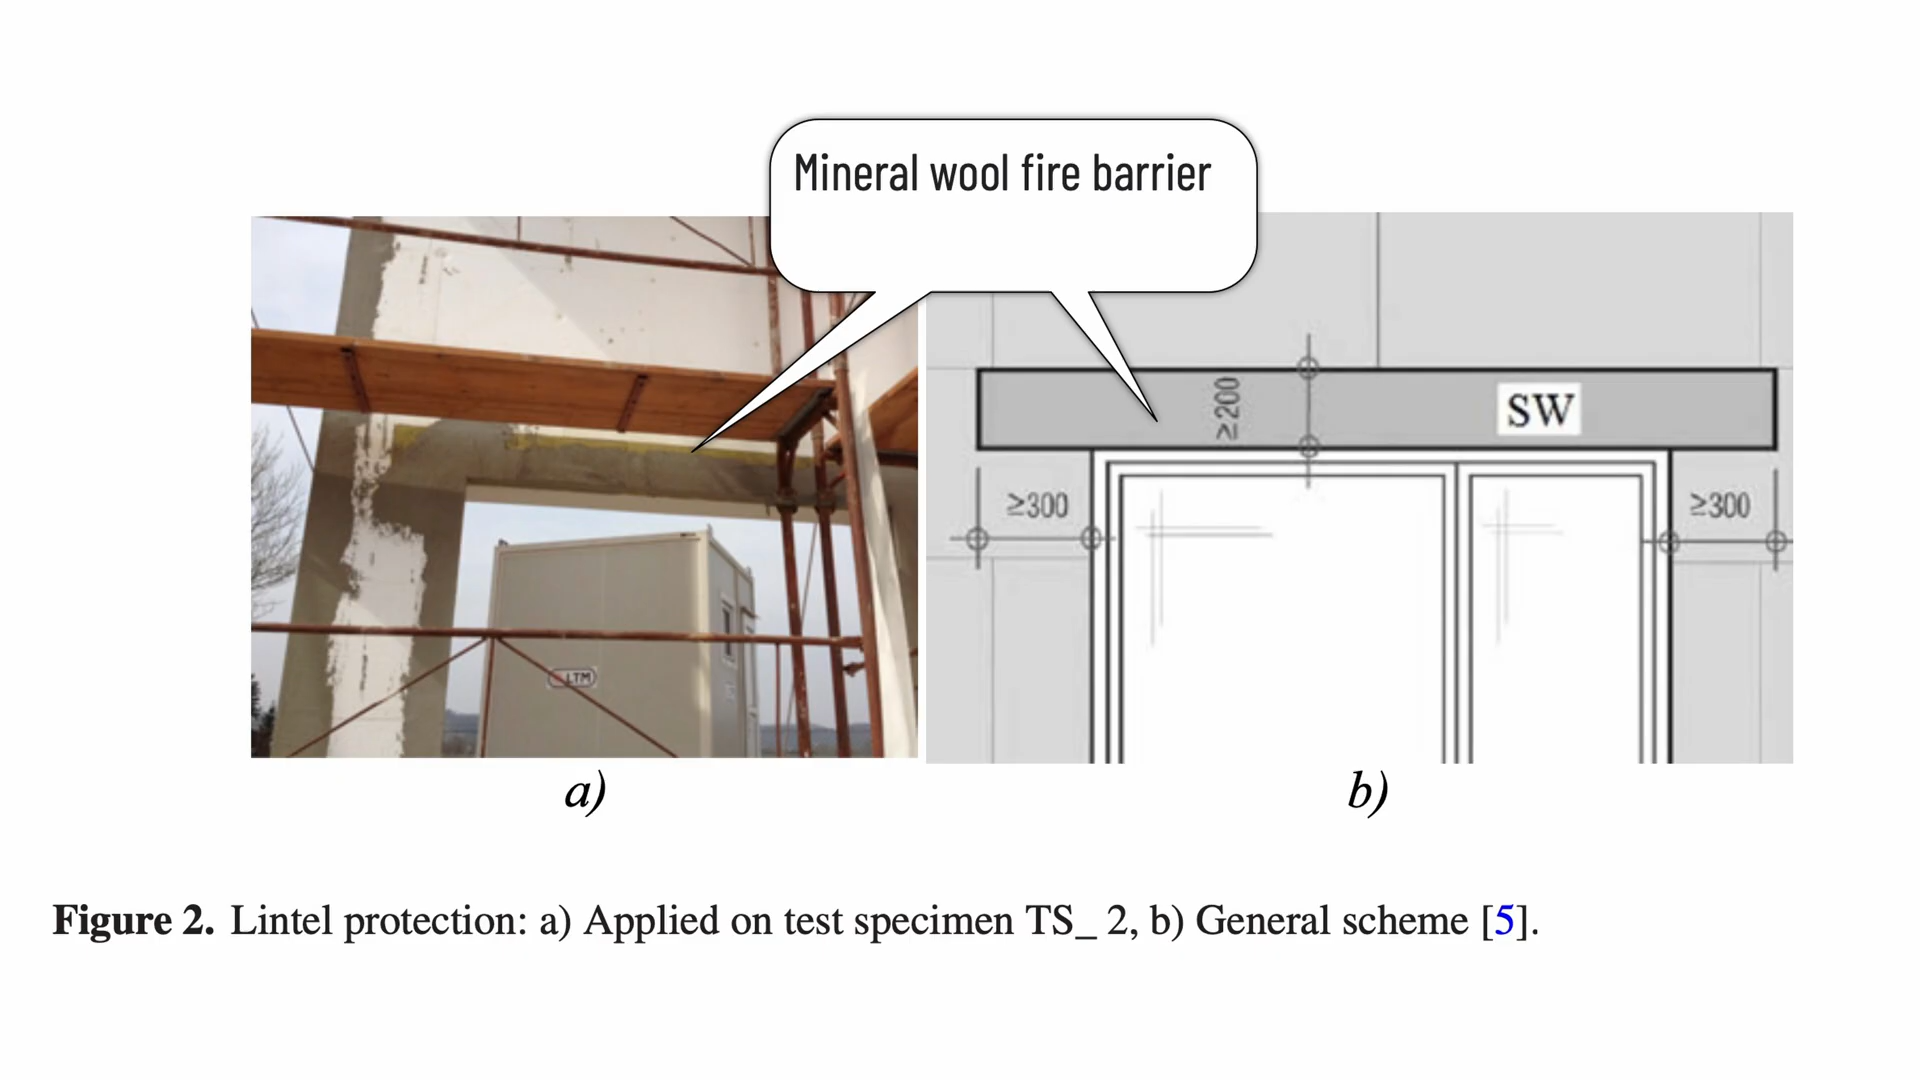 Mineral wool fire barrier
LTM
≥200
SW
≥300
≥300
a)
b)
Figure 2. Lintel protection: a) Applied on test specimen TS_ 2, b) General scheme [5].